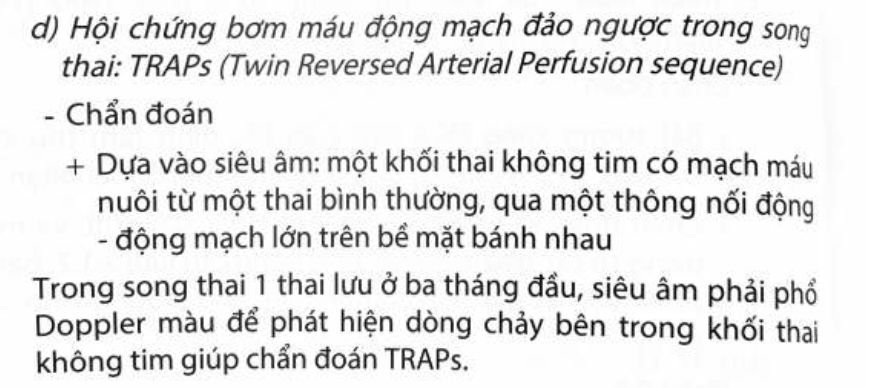 d) Hội chứng bơm máu động mạch đảo ngược trong song
thai: TRAPs (Twin Reversed Arterial Perfusion sequence)
- Chẩn đoán
+ Dựa vào siêu âm: một khối thai không tim có mạch máu
nuôi từ một thai bình thường, qua một thông nối động
- động mạch lớn trên bề mặt bánh nhau
Trong song thai 1 thai lưu ở ba tháng đầu, siêu âm phải phổ
Doppler màu để phát hiện dòng chảy bên trong khối thai
không tim giúp chẩn đoán TRAPs.